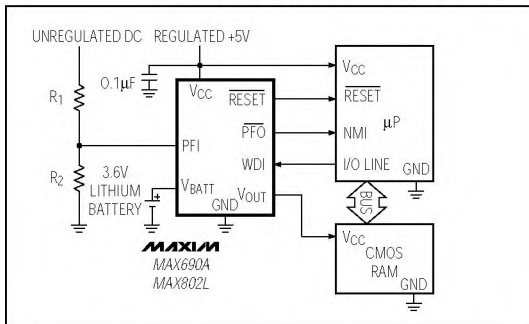 UNREGULATED DC REGULATED +5V
0.1µF
VCC
VCC
R1
RESET
RESET
µP
PFO
NMI
PFI
WDI
I/O LINE
GND
R2
3.6V
LITHIUM
BATTERY
VBATT
VOUT
GND
BUS
VCC
CMOS
RAM
GND
MAXIM
MAX690A
MAX802L